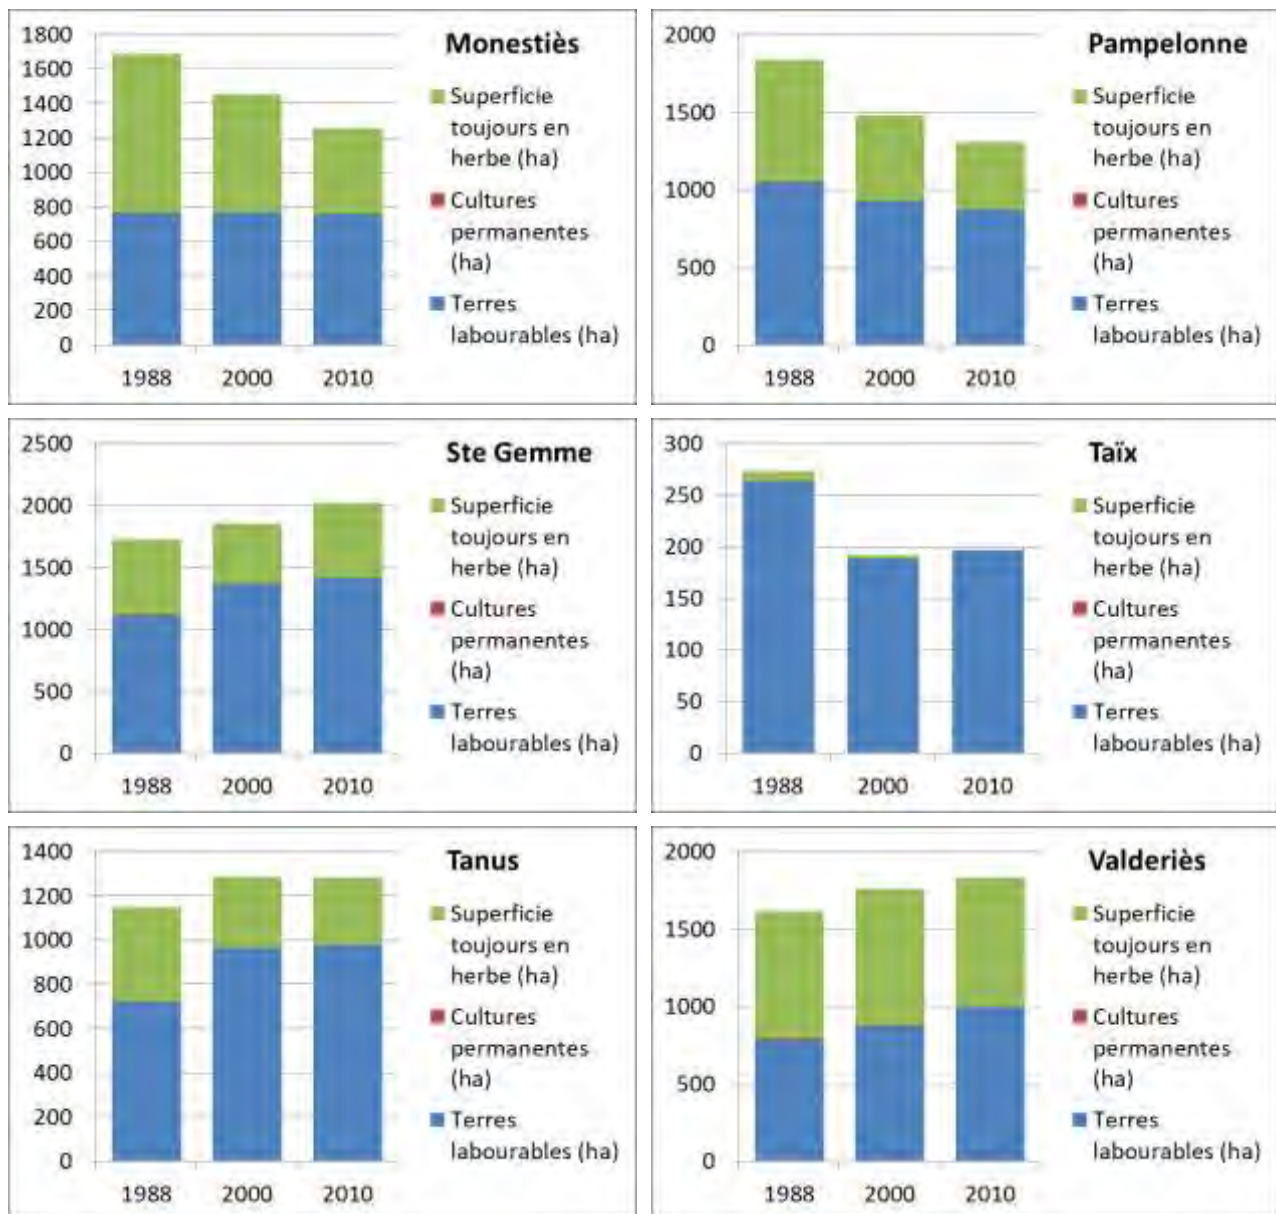 Monestiès
1800
1600
1400
1200
1000
800
600
400
200
0
1988 2000 2010
Superficie
toujours en
herbe (ha)
Cultures
permanentes
(ha)
Terres
labourables (ha)
Pampelonne
2000
1500
1000
500
0
1988 2000 2010
Superficie
toujours en
herbe (ha)
Cultures
permanentes
(ha)
Terres
labourables (ha)
Ste Gemme
2500
2000
1500
1000
500
0
1988 2000 2010
Superficie
toujours en
herbe (ha)
Cultures
permanentes
(ha)
Terres
labourables (ha)
Taïx
300
250
200
150
100
50
0
1988 2000 2010
Superficie
toujours en
herbe (ha)
Cultures
permanentes
(ha)
Terres
labourables (ha)
Tanus
1400
1200
1000
800
600
400
200
0
1988 2000 2010
Superficie
toujours en
herbe (ha)
Cultures
permanentes
(ha)
Terres
labourables (ha)
Valderiès
2000
1500
1000
500
0
1988 2000 2010
Superficie
toujours en
herbe (ha)
Cultures
permanentes
(ha)
Terres
labourables (ha)